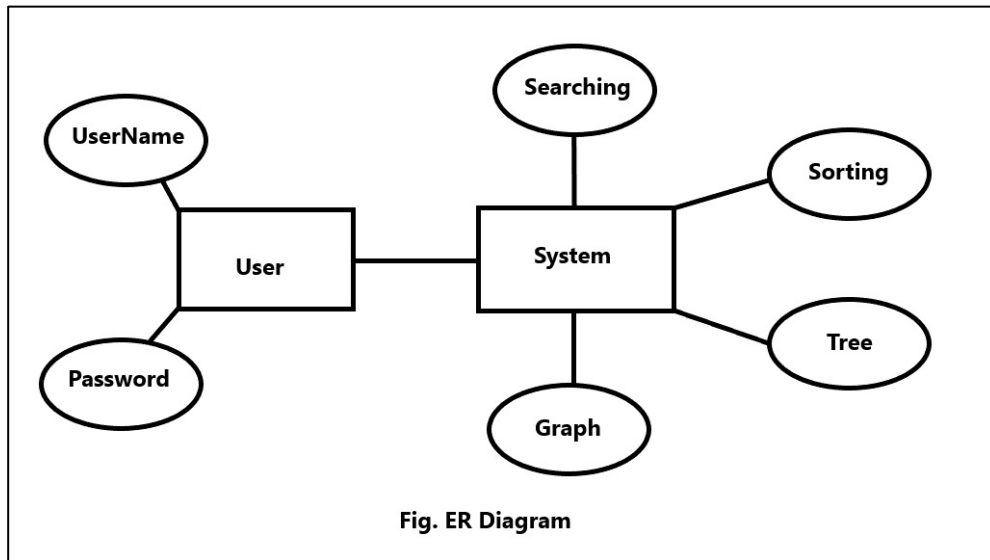 Searching
UserName
Sorting
User
System
Tree
Password
Graph
Fig. ER Diagram